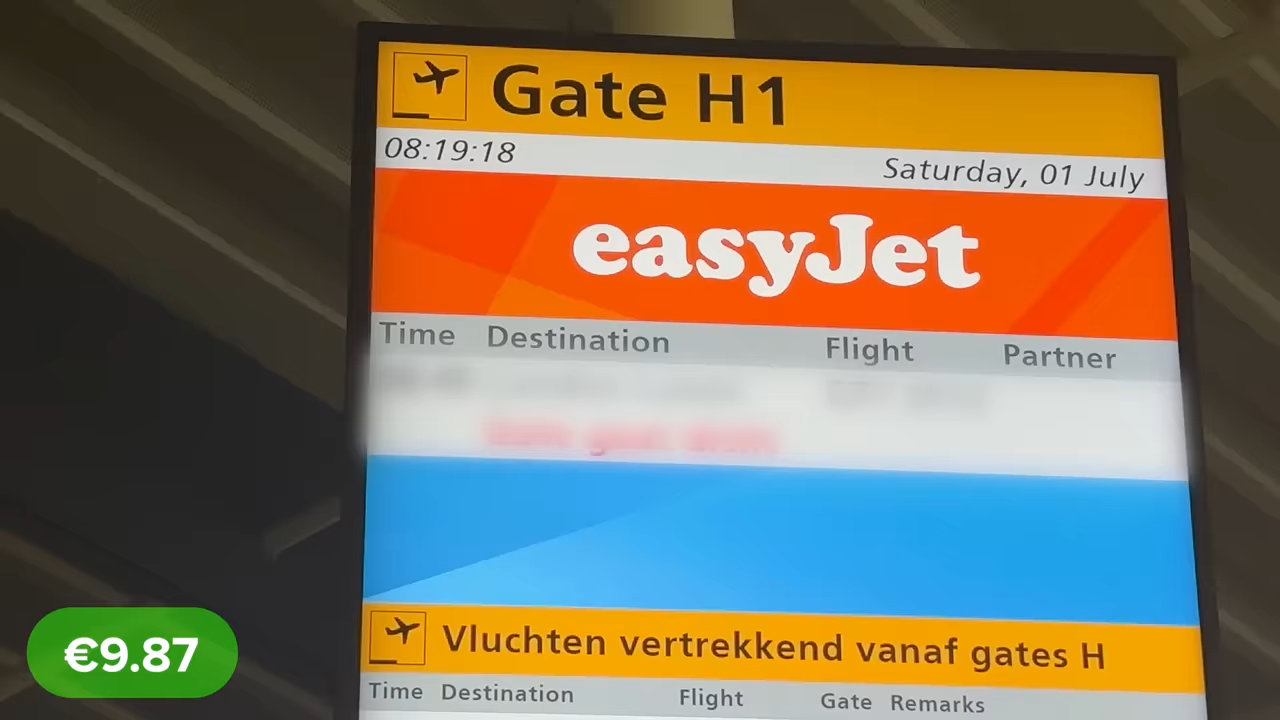 Gate H1
08:19:18 Saturday, 01 July
easyJet
Time Destination Flight Partner
Vluchten vertrekkend vanaf gates H
Time Destination Flight Gate Remarks
€9.87